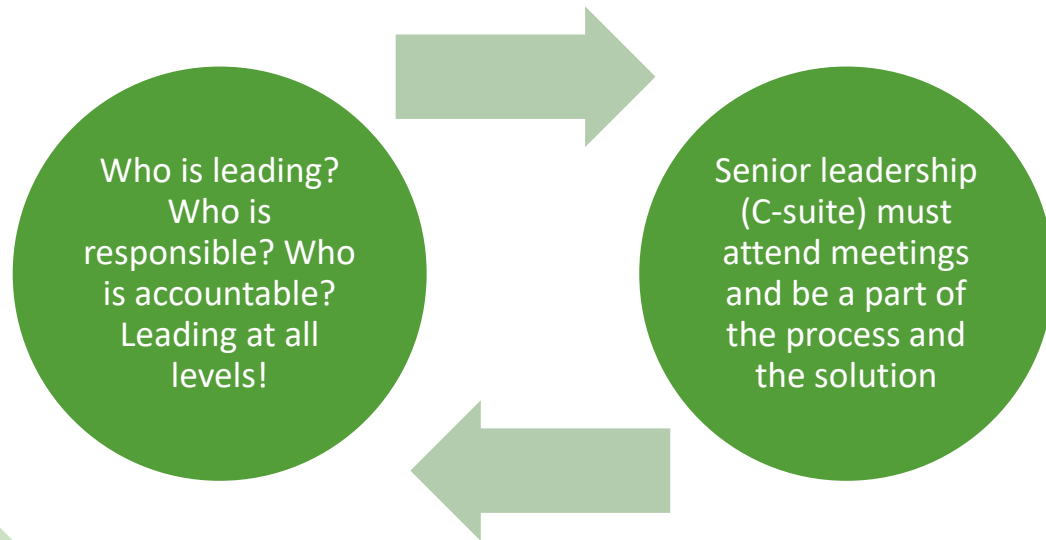 Who is leading?
Who is
responsible? Who
is accountable?
Leading at all
levels!
Senior leadership
(C-suite) must
attend meetings
and be a part of
the process and
the solution